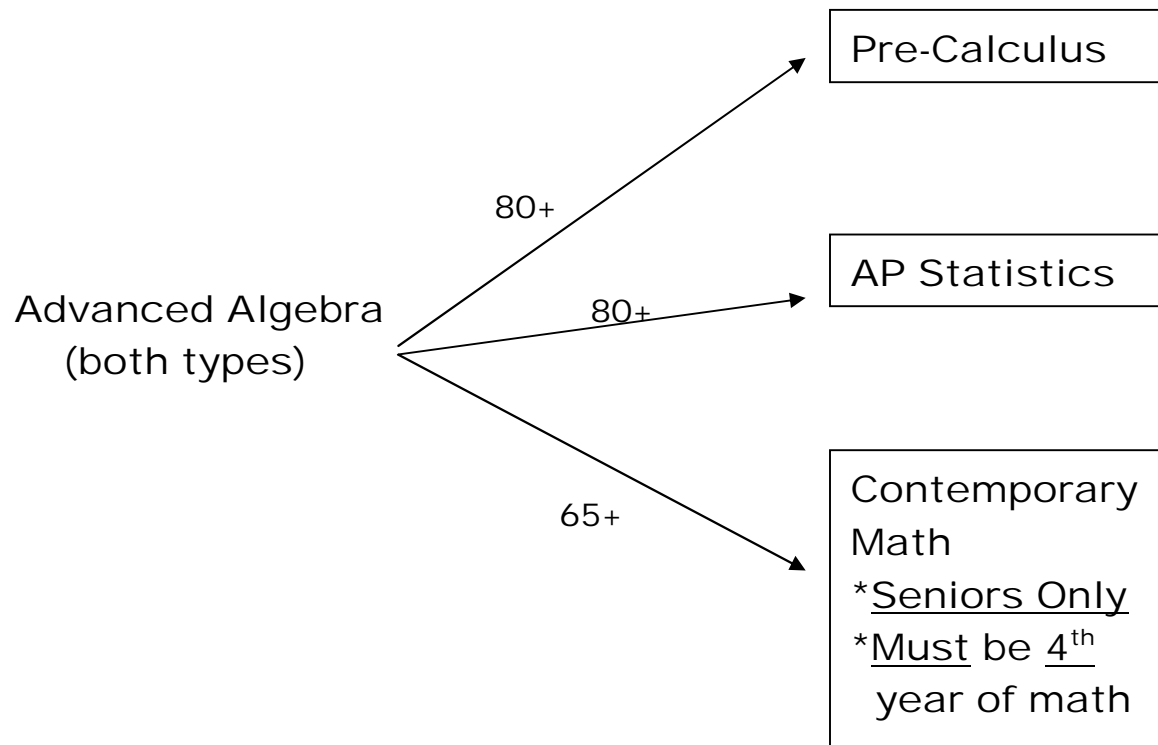 Pre-Calculus
80+
AP Statistics
Advanced Algebra
(both types)
80+
65+
Contemporary
Math
*Seniors Only
*Must be 4th
year of math